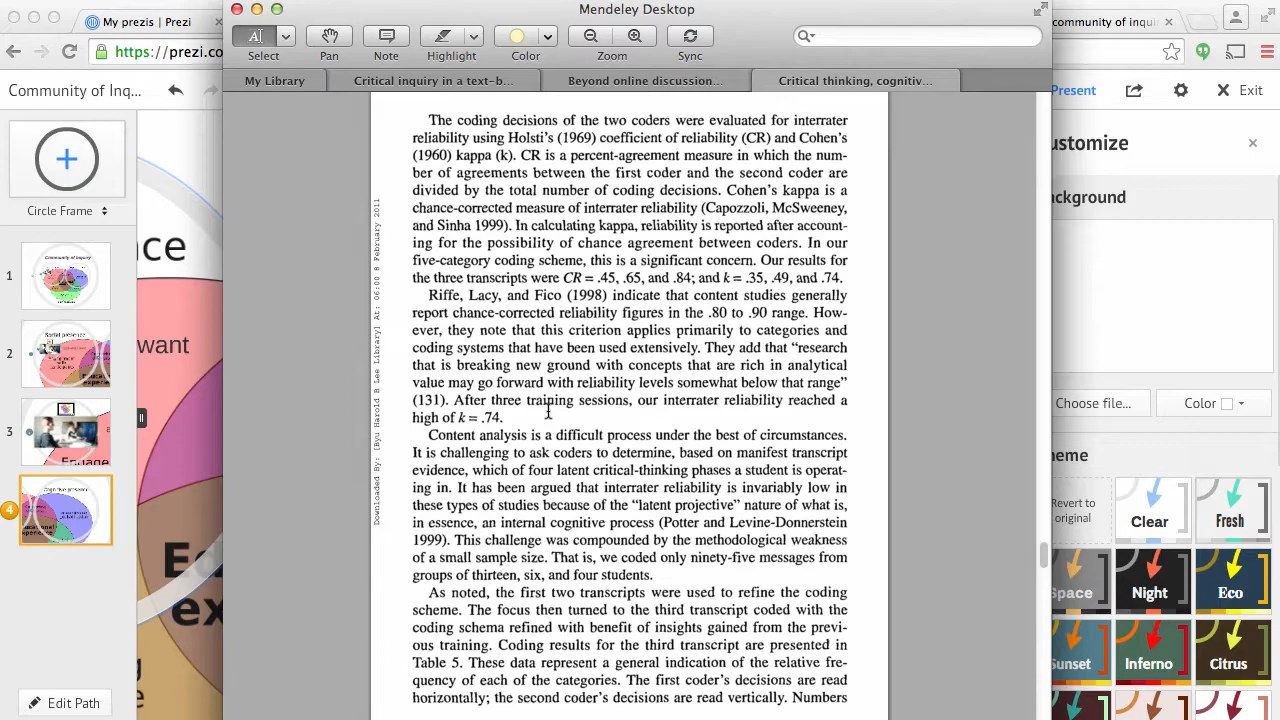 My prezis | Prezi
Mendeley Desktop
community of inqui
https://prezi.co
Select
Pan
Note
Highlight
Color
Zoom
Sync
My Library
Critical inquiry in a text-b...
Beyond online discussion...
Critical thinking, cognitiv...
Community of Inq...
Present
Exit
Circle Frame
1
2
3
4
Community of Inquiry
Social presence
Engage
Edit Path
nce
want
Ed
ex
e
The coding decisions of the two coders were evaluated for interrater
reliability using Holsti's (1969) coefficient of reliability (CR) and Cohen's
(1960) kappa (k). CR is a percent-agreement measure in which the num-
ber of agreements between the first coder and the second coder are
divided by the total number of coding decisions. Cohen's kappa is a
chance-corrected measure of interrater reliability (Capozzoli, McSweeney,
and Sinha 1999). In calculating kappa, reliability is reported after account-
ing for the possibility of chance agreement between coders. In our
five-category coding scheme, this is a significant concern. Our results for
the three transcripts were CR = .45, .65, and .84; and k = .35, .49, and .74.
Riffe, Lacy, and Fico (1998) indicate that content studies generally
report chance-corrected reliability figures in the .80 to .90 range. How-
ever, they note that this criterion applies primarily to categories and
coding systems that have been used extensively. They add that "research
that is breaking new ground with concepts that are rich in analytical
value may go forward with reliability levels somewhat below that range"
(131). After three training sessions, our interrater reliability reached a
high of k = .74.
Content analysis is a difficult process under the best of circumstances.
It is challenging to ask coders to determine, based on manifest transcript
evidence, which of four latent critical-thinking phases a student is operat-
ing in. It has been argued that interrater reliability is invariably low in
these types of studies because of the "latent projective" nature of what is,
in essence, an internal cognitive process (Potter and Levine-Donnerstein
1999). This challenge was compounded by the methodological weakness
of a small sample size. That is, we coded only ninety-five messages from
groups of thirteen, six, and four students.
As noted, the first two transcripts were used to refine the coding
scheme. The focus then turned to the third transcript coded with the
coding schema refined with benefit of insights gained from the previ-
ous training. Coding results for the third transcript are presented in
Table 5. These data represent a general indication of the relative fre-
quency of each of the categories. The first coder's decisions are read
horizontally; the second coder's decisions are read vertically. Numbers
Downloaded By: [Byu Harold B Lee Library] At: 06:00 8 February 2011
ustomize
ackground
Choose file...
Color
heme
Revert to
original
Clear
Fresh
Space
Night
Eco
Sunset
Inferno
Citrus